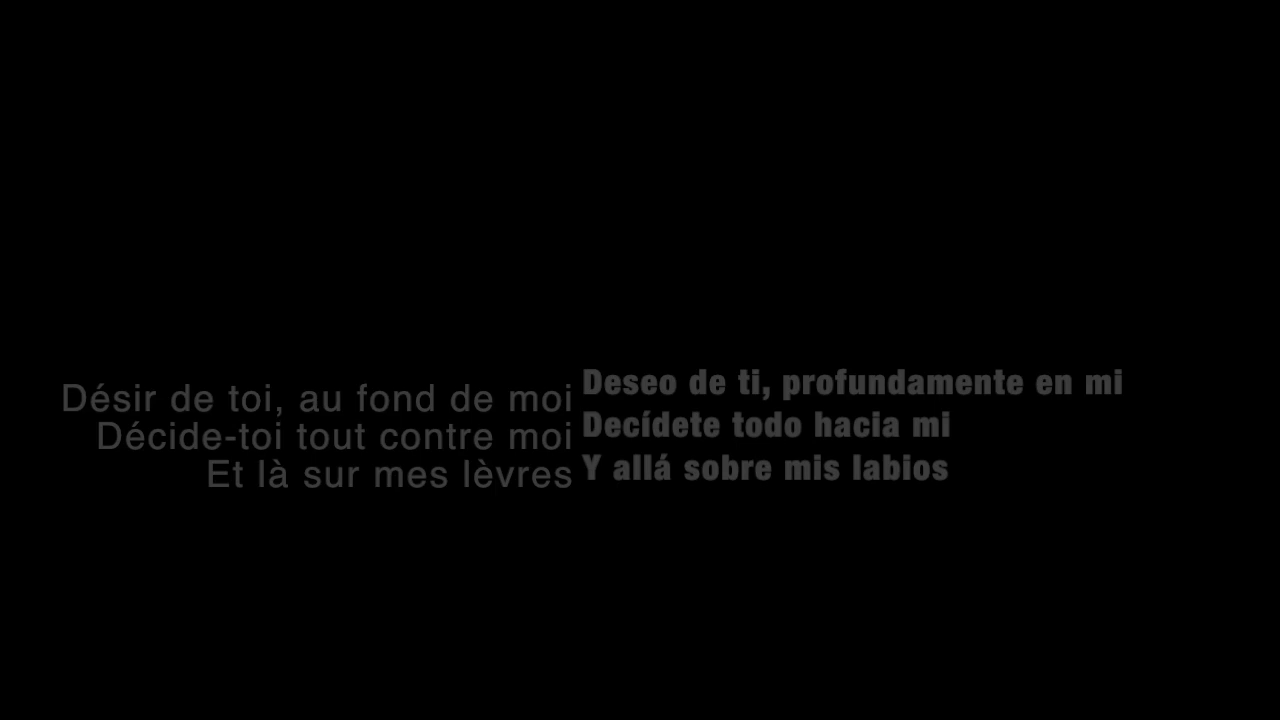 Désir de toi, au fond de moi
Décide-toi tout contre moi
Et là sur mes lèvres
Deseo de ti, profundamente en mi
Decídete todo hacia mi
Y allá sobre mis labios